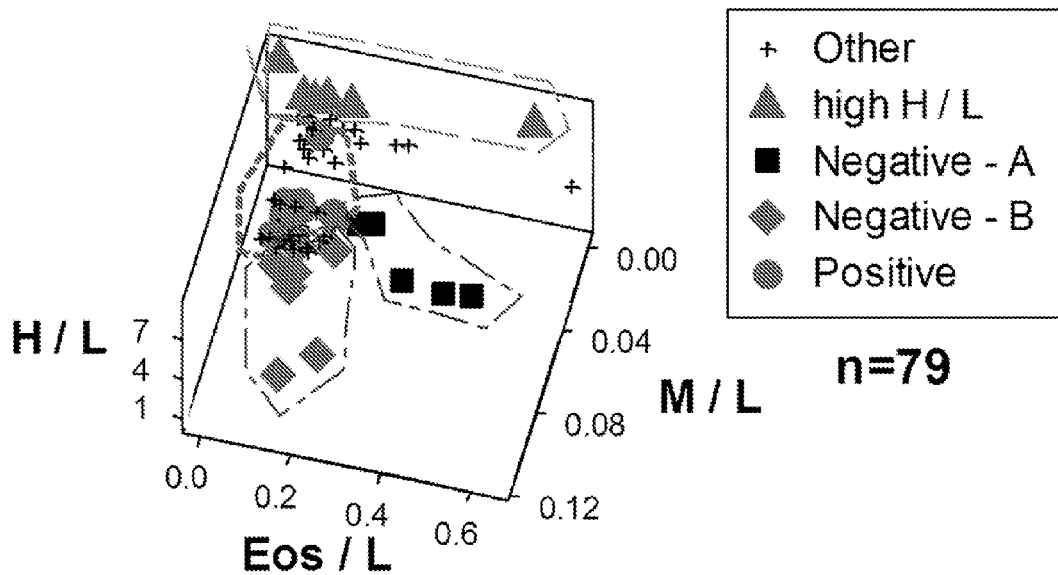 Other
high H / L
Negative - A
Negative - B
Positive
n=79
H / L
7
4
1
0.0
0.2
0.4
0.6
Eos / L
0.00
0.04
0.08
0.12
M / L